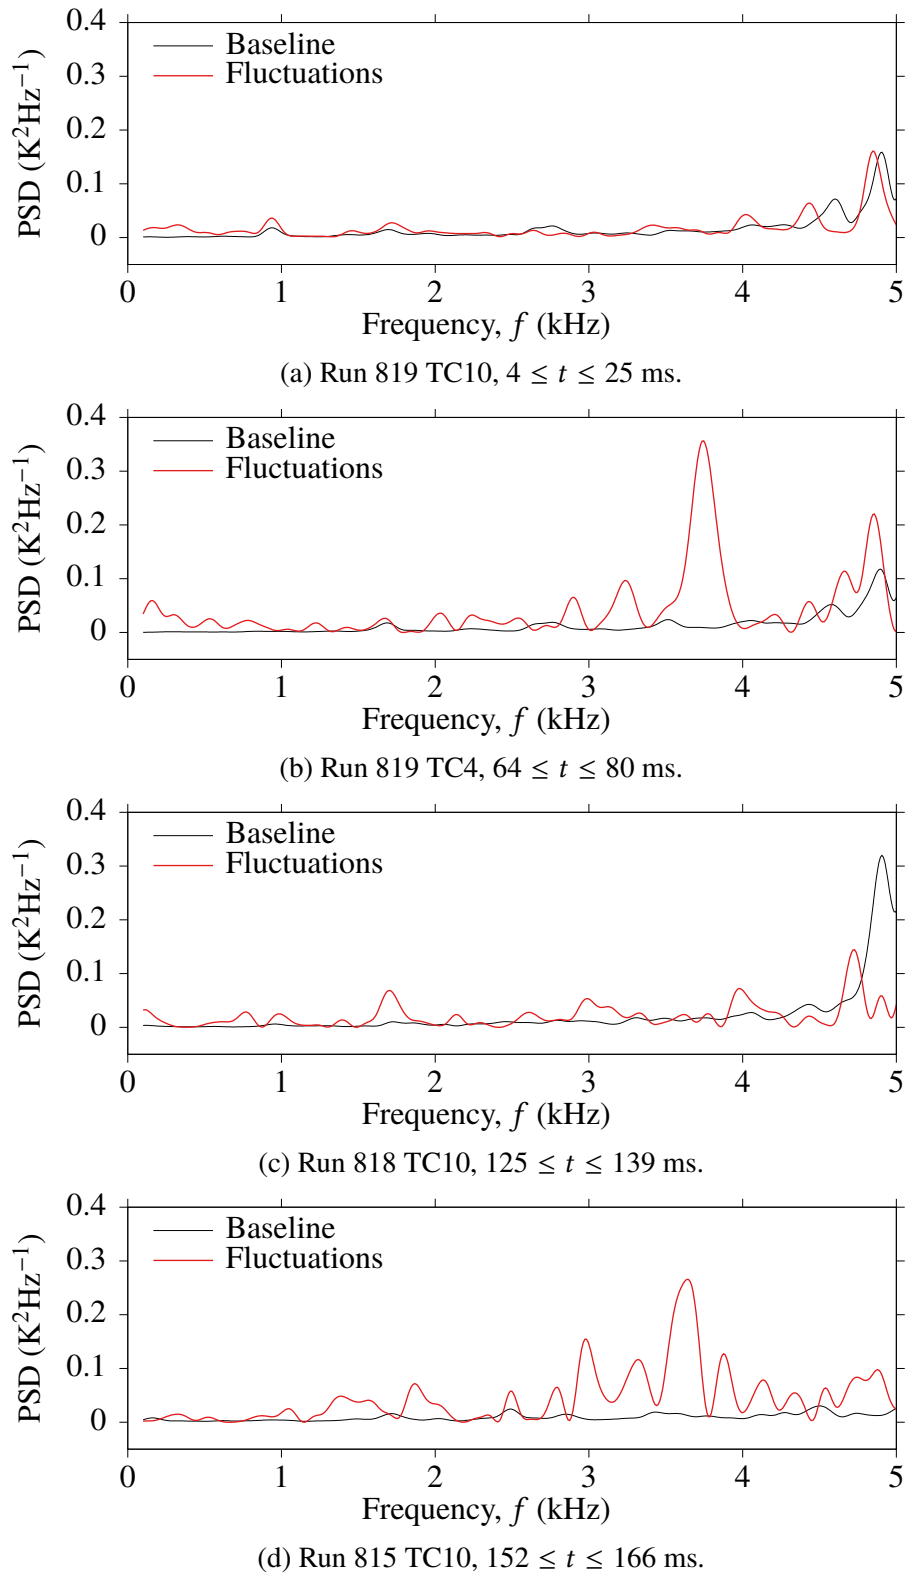 0.4
0.3
0.2
0.1
0
PSD (K²Hz⁻¹)
Baseline
Fluctuations
0 1 2 3 4 5
Frequency, f (kHz)
(a) Run 819 TC10, 4 ≤ t ≤ 25 ms.
0.4
0.3
0.2
0.1
0
PSD (K²Hz⁻¹)
Baseline
Fluctuations
0 1 2 3 4 5
Frequency, f (kHz)
(b) Run 819 TC4, 64 ≤ t ≤ 80 ms.
0.4
0.3
0.2
0.1
0
PSD (K²Hz⁻¹)
Baseline
Fluctuations
0 1 2 3 4 5
Frequency, f (kHz)
(c) Run 818 TC10, 125 ≤ t ≤ 139 ms.
0.4
0.3
0.2
0.1
0
PSD (K²Hz⁻¹)
Baseline
Fluctuations
0 1 2 3 4 5
Frequency, f (kHz)
(d) Run 815 TC10, 152 ≤ t ≤ 166 ms.